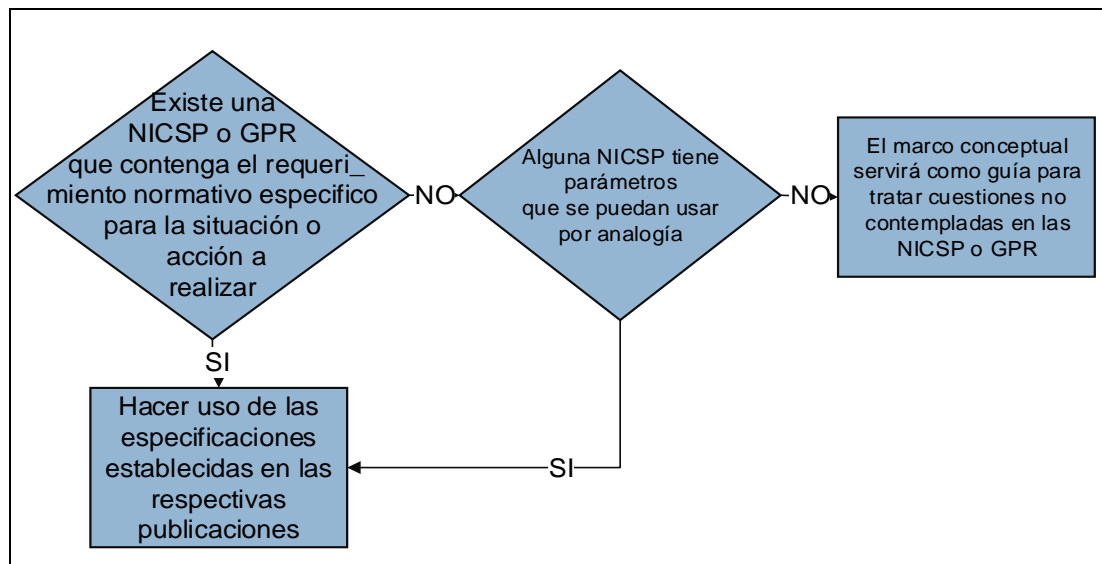 Existe una
NICSP o GPR
que contenga el requeri_
miento normativo especifico
para la situación o
acción a
realizar
NO
Alguna NICSP tiene
parámetros
que se puedan usar
por analogía
NO
El marco conceptual
servirá como guía para
tratar cuestiones no
contempladas en las
NICSP o GPR
SI
Hacer uso de las
especificaciones
establecidas en las
respectivas
publicaciones
SI